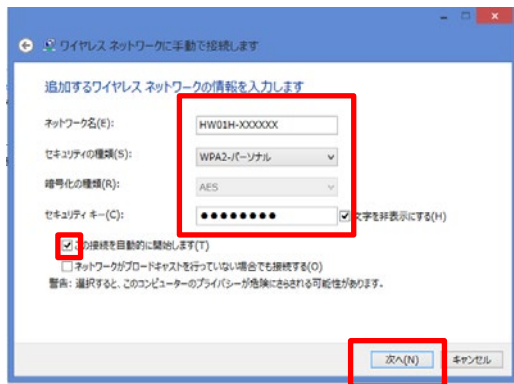 ワイヤレス ネットワークに手動で接続します
追加するワイヤレス ネットワークの情報を入力します
ネットワーク名(E): HW01H-XXXXXX
セキュリティの種類(S): WPA2-パーソナル
暗号化の種類(R): AES
セキュリティ キー(C): ●●●●●●●● 文字を非表示にする(H)
この接続を自動的に開始します(T)
ネットワークがブロードキャストを行っていない場合でも接続する(O)
警告: 選択すると、このコンピューターのプライバシーが危険にさらされる可能性があります。
次へ(N) キャンセル